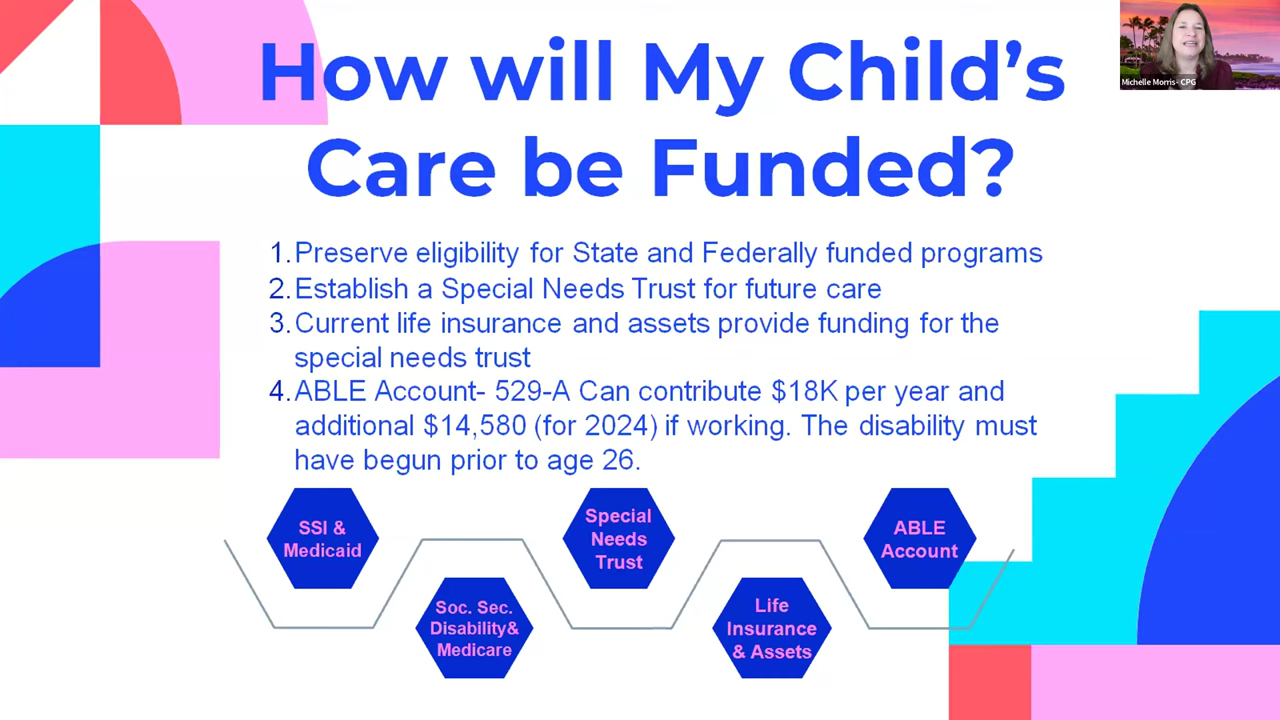 How will My Child’s
Care be Funded?
Michelle Morris- CPG
1. Preserve eligibility for State and Federally funded programs
2. Establish a Special Needs Trust for future care
3. Current life insurance and assets provide funding for the
special needs trust
4. ABLE Account- 529-A Can contribute $18K per year and
additional $14,580 (for 2024) if working. The disability must
have begun prior to age 26.
SSI &
Medicaid
Soc. Sec.
Disability&
Medicare
Special
Needs
Trust
Life
Insurance
& Assets
ABLE
Account